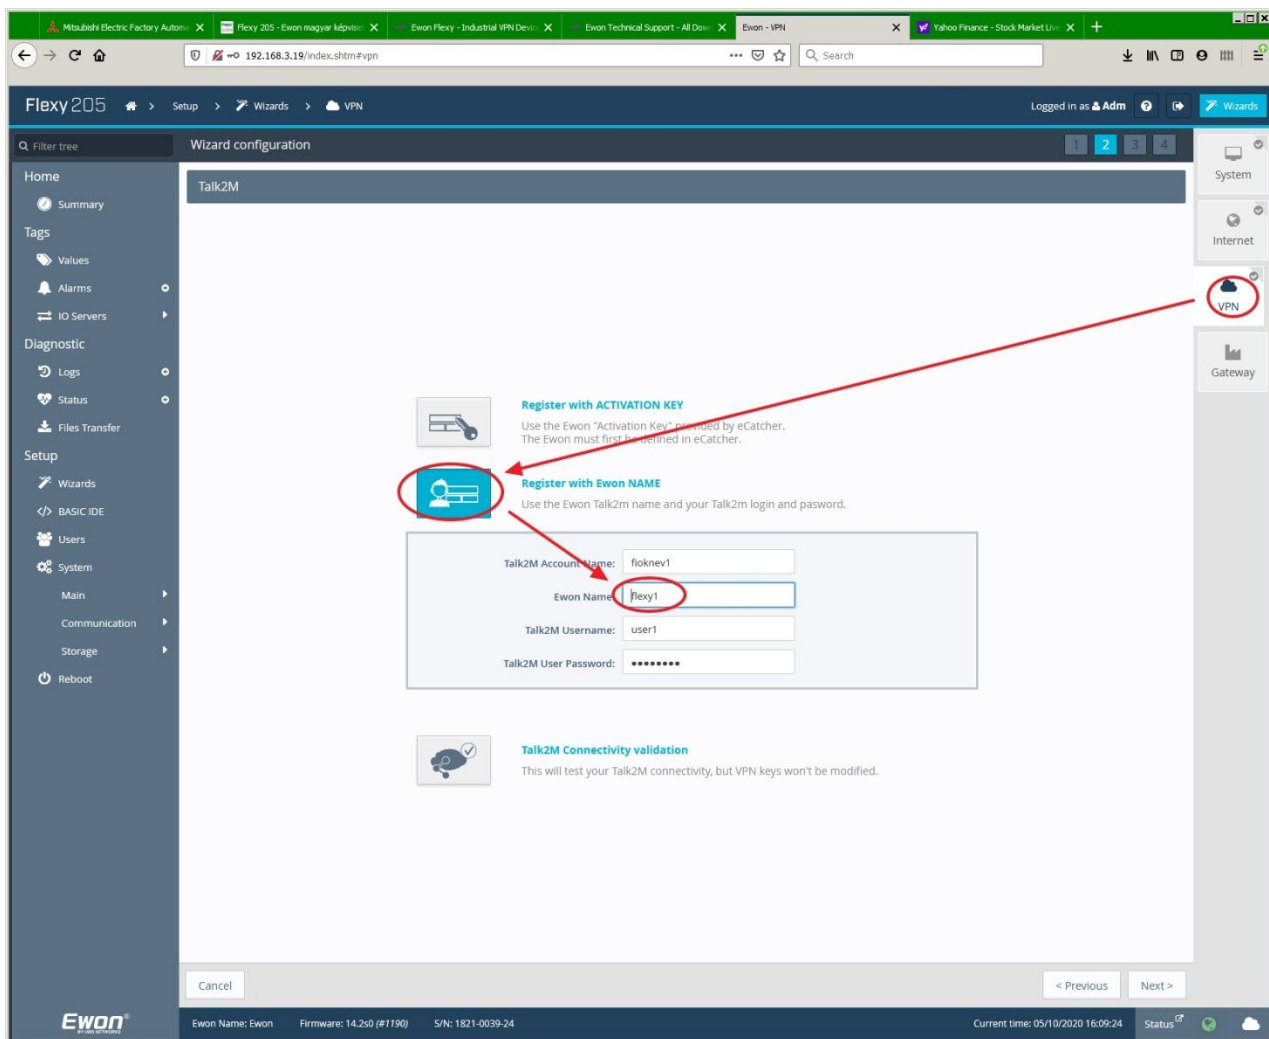 Mitsubishi Electric Factory Autom
Flexy 205 - Ewon magyar képvise
Ewon Flexy - Industrial VPN Devic
Ewon Technical Support - All Down
Ewon - VPN
Yahoo Finance - Stock Market Live
192.168.3.19/index.shtm#vpn
Search
Flexy 205 > Setup > Wizards > VPN
Logged in as Adm
Wizards
Filter tree
Wizard configuration
1 2 3 4
System
Internet
VPN
Gateway
Home
Summary
Tags
Values
Alarms
IO Servers
Diagnostic
Logs
Status
Files Transfer
Setup
Wizards
BASIC IDE
Users
System
Main
Communication
Storage
Reboot
Talk2M
Register with ACTIVATION KEY
Use the Ewon "Activation Key" provided by eCatcher.
The Ewon must first be defined in eCatcher.
Register with Ewon NAME
Use the Ewon Talk2m name and your Talk2m login and pasword.
Talk2M Account Name: fioknev1
Ewon Name: flexy1
Talk2M Username: user1
Talk2M User Password: ••••••••
Talk2M Connectivity validation
This will test your Talk2M connectivity, but VPN keys won't be modified.
Cancel
< Previous
Next >
Ewon®
Ewon Name: Ewon Firmware: 14.2s0 (#1190) S/N: 1821-0039-24
Current time: 05/10/2020 16:09:24
Status